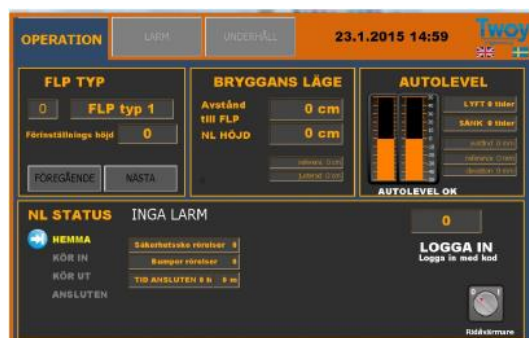 OPERATION
LARM
UNDERHÅLL
23.1.2015 14:59
Twoy
FLP TYP
0
FLP typ 1
Förinställnings höjd
0
FÖREGÅENDE
NÄSTA
BRYGGANS LÄGE
Avstånd till FLP
0 cm
NL HÖJD
0 cm
AUTOLEVEL
LYFT 0 tider
SÄNK 0 tider
AUTOLEVEL OK
NL STATUS
INGA LARM
HEMMA
KÖR IN
KÖR UT
ANSLUTEN
Säkerhetssko rörelser 0
Bumper rörelser 0
TID ANSLUTEN 0 h 0 m
0
LOGGA IN
Logga in med kod
0 I
Ridåvärmare